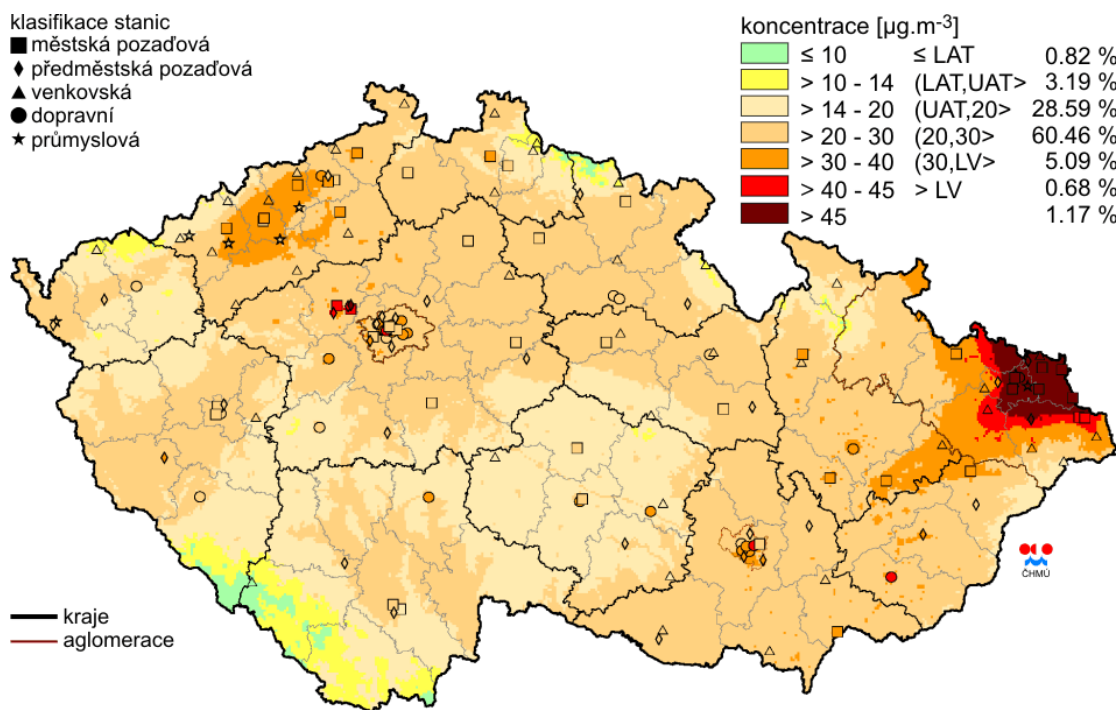 klasifikace stanic
městská pozaďová
předměstská pozaďová
venkovská
dopravní
průmyslová
koncentrace [µg.m-3]
≤ 10 ≤ LAT 0.82 %
> 10 - 14 (LAT,UAT> 3.19 %
> 14 - 20 (UAT,20> 28.59 %
> 20 - 30 (20,30> 60.46 %
> 30 - 40 (30,LV> 5.09 %
> 40 - 45 > LV 0.68 %
> 45 1.17 %
ČHMÚ
kraje
aglomerace